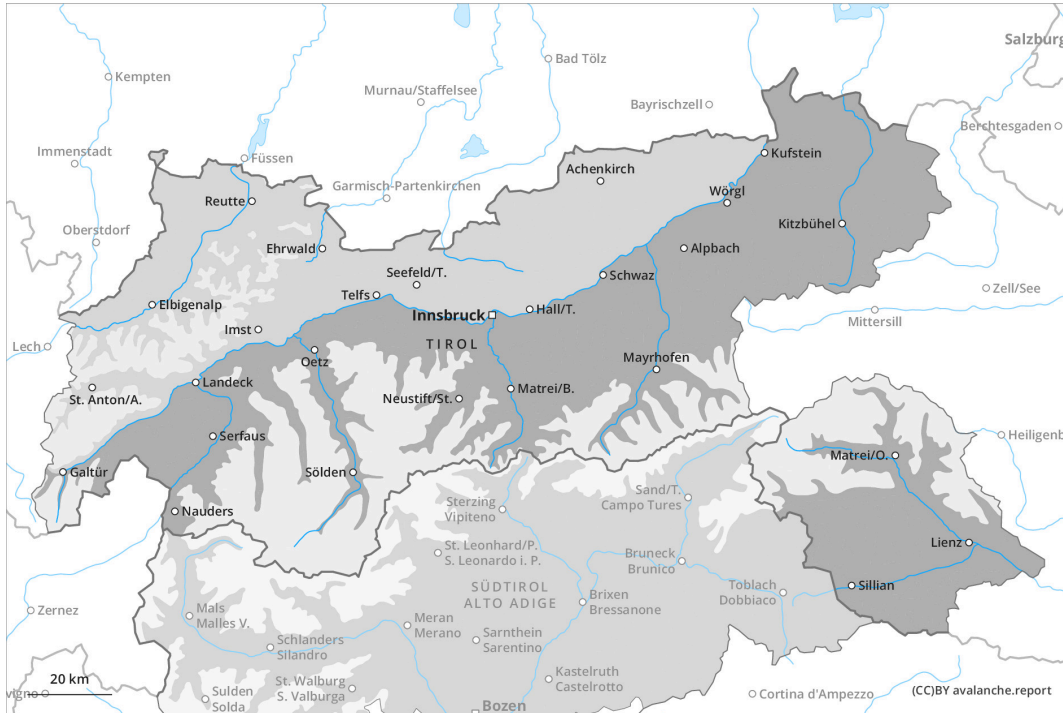 Salzburg
Bad Tölz
Kempten
Murnau/Staffelsee
Bayrischzell
Berchtesgaden
Immenstadt
Füssen
Kufstein
Achenkirch
Garmisch-Partenkirchen
Reutte
Wörgl
Kitzbühel
Oberstdorf
Ehrwald
Alpbach
Seefeld/T.
Schwaz
Zell/See
Telfs
Elbigenalp
Hall/T.
Innsbruck
Mittersill
Imst
TIROL
Lech
Oetz
Mayrhofen
Landeck
St. Anton/A.
Neustift/St.
Matrei/B.
Serfaus
Heiligenb
Matrei/O.
Galtür
Sölden
Sand/T.
Campo Tures
Sterzing
Vipiteno
Nauders
Lienz
St. Leonhard/P.
S. Leonardo i. P.
Bruneck
Brunico
SÜDTIROL
ALTO ADIGE
Sillian
Toblach
Dobbiaco
Brixen
Bressanone
Zernez
Mals
Malles V.
Meran
Merano
Sarnthein
Sarentino
Schlanders
Silandro
Kastelruth
Castelrotto
20 km
St. Walburg
S. Valburga
vigno
Sulden
Solda
Cortina d'Ampezzo
(CC)BY avalanche.report
Bozen